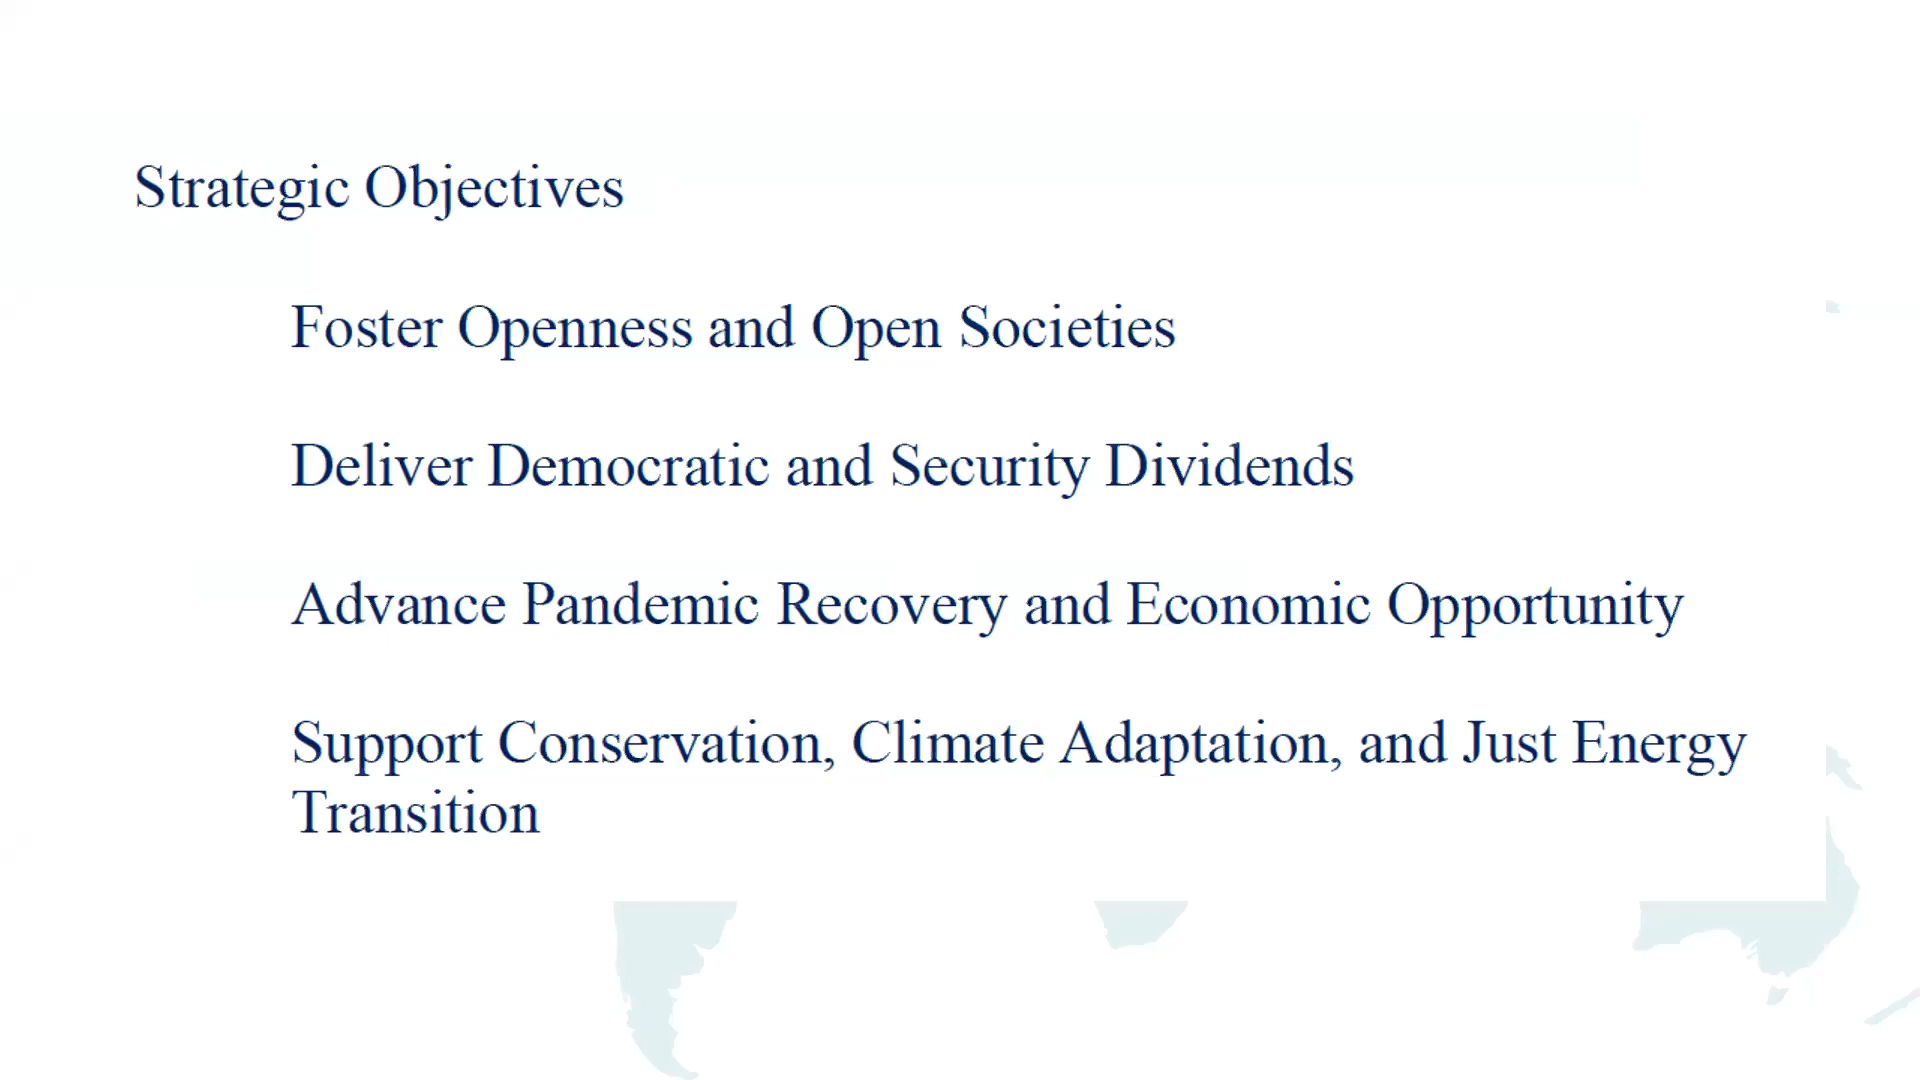 Strategic Objectives
Foster Openness and Open Societies
Deliver Democratic and Security Dividends
Advance Pandemic Recovery and Economic Opportunity
Support Conservation, Climate Adaptation, and Just Energy
Transition